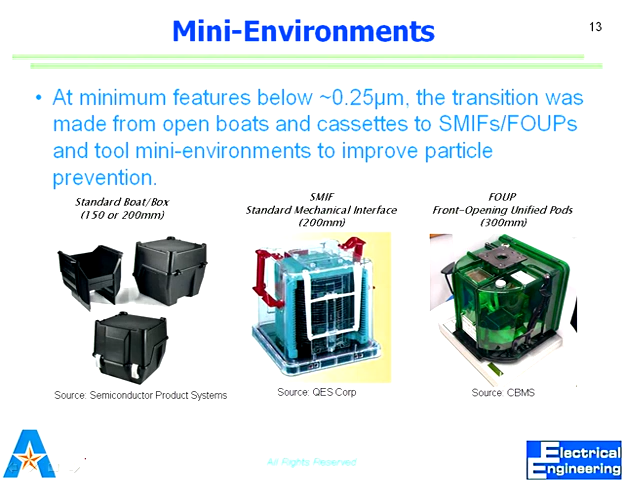 Mini-Environments
13
• At minimum features below ~0.25µm, the transition was
made from open boats and cassettes to SMIFs/FOUPs
and tool mini-environments to improve particle
prevention.
Standard Boat/Box
(150 or 200mm)
SMIF
Standard Mechanical Interface
(200mm)
FOUP
Front-Opening Unified Pods
(300mm)
Source: Semiconductor Product Systems
Source: QES Corp
Source: CBMS
All Rights Reserved
Electrical
Engineering